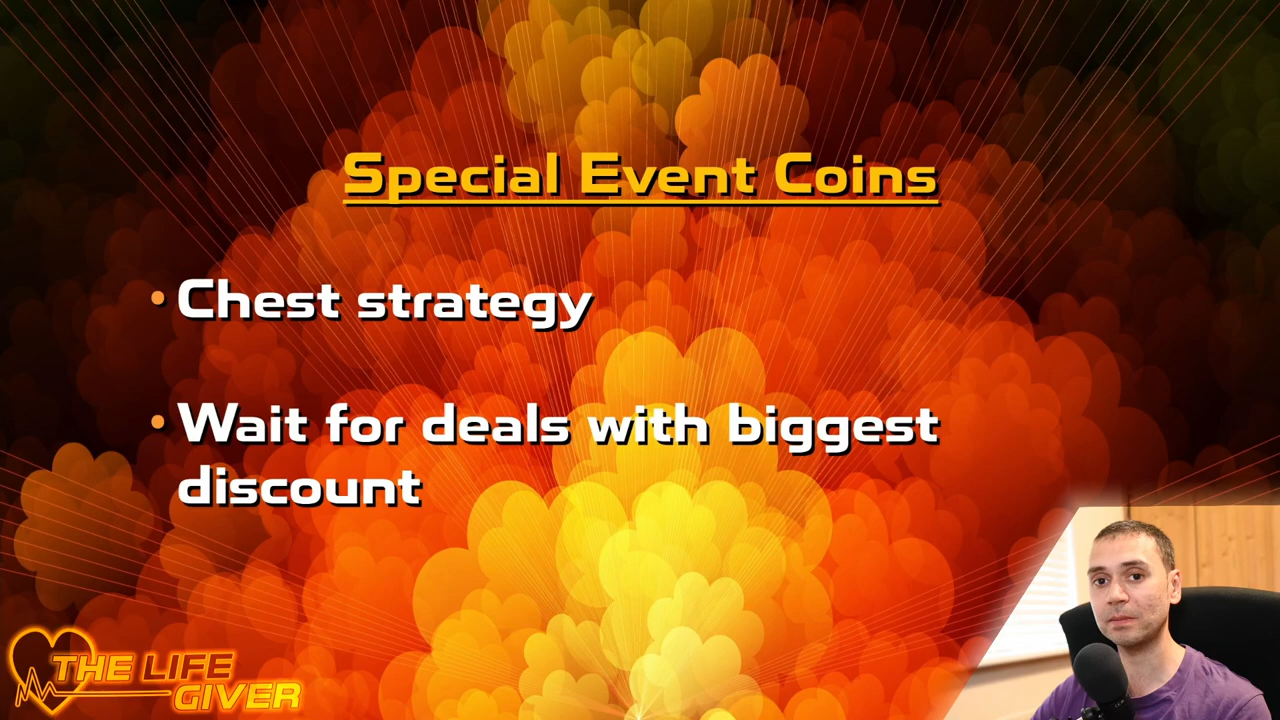 Special Event Coins
• Chest strategy
• Wait for deals with biggest
discount
THE LIFE
GIVER